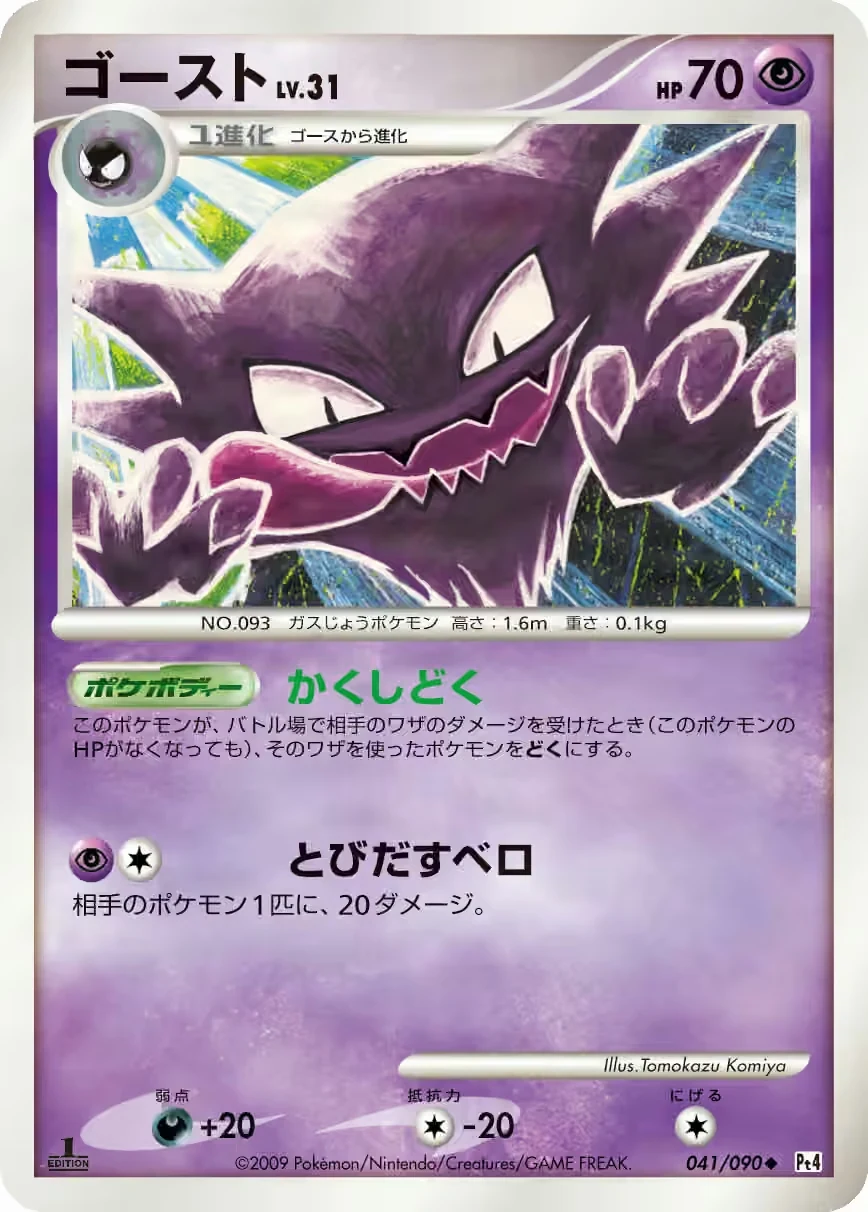 ゴースト LV.31 HP 70
1進化 ゴースから進化
NO.093 ガスじょうポケモン 高さ:1.6m 重さ:0.1kg
ポケボディー かくしどく
このポケモンが、バトル場で相手のワザのダメージを受けたとき(このポケモンの
HPがなくなっても)、そのワザを使ったポケモンをどくにする。
とびだすベロ
相手のポケモン1匹に、20ダメージ。
Illus.Tomokazu Komiya
弱点 抵抗力 にげる
+20 -20
1 EDITION
©2009 Pokémon/Nintendo/Creatures/GAME FREAK. 041/090◆ Pt4